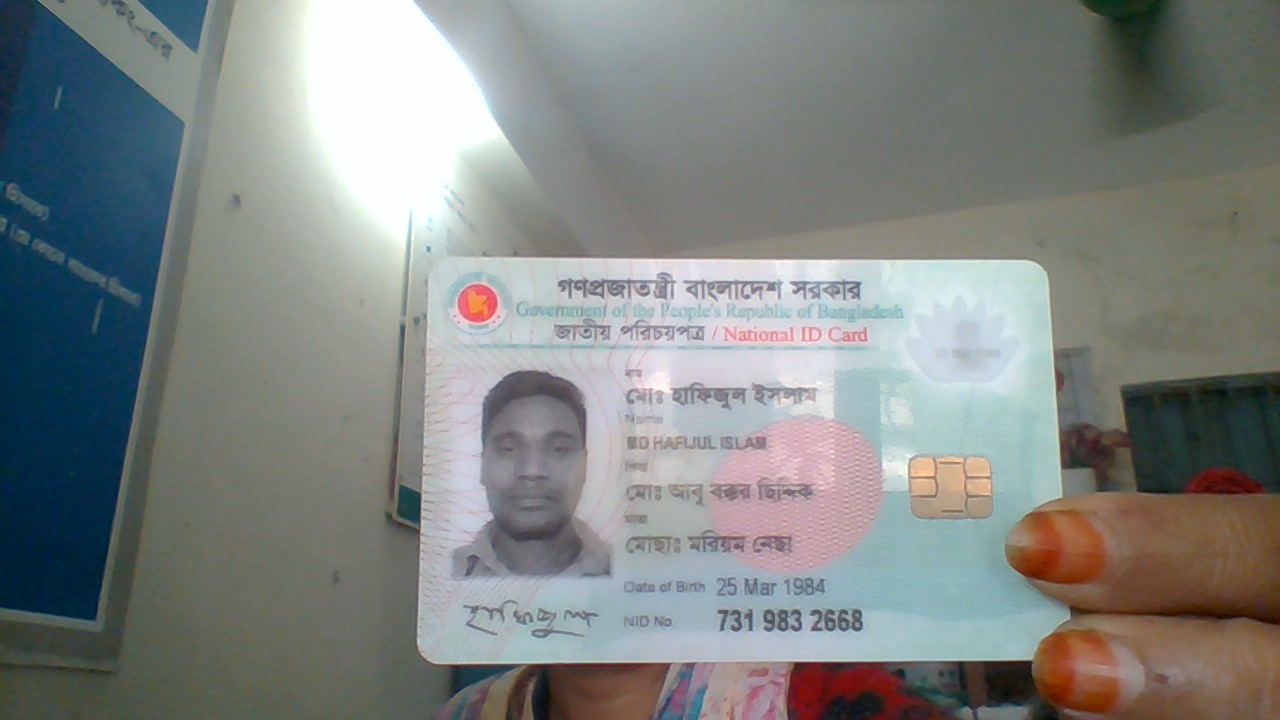 গণপ্রজাতন্ত্রী বাংলাদেশ সরকার
Government of the People's Republic of Bangladesh
জাতীয় পরিচয়পত্র / National ID Card
নাম
মোঃ হাফিজুল ইসলাম
Name
MD HAFIJUL ISLAM
পিতা
মোঃ আবু বক্কর ছিদ্দিক
মাতা
মোছাঃ মরিয়ম নেছা
Date of Birth 25 Mar 1984
NID No 731 983 2668
হাফিজুল